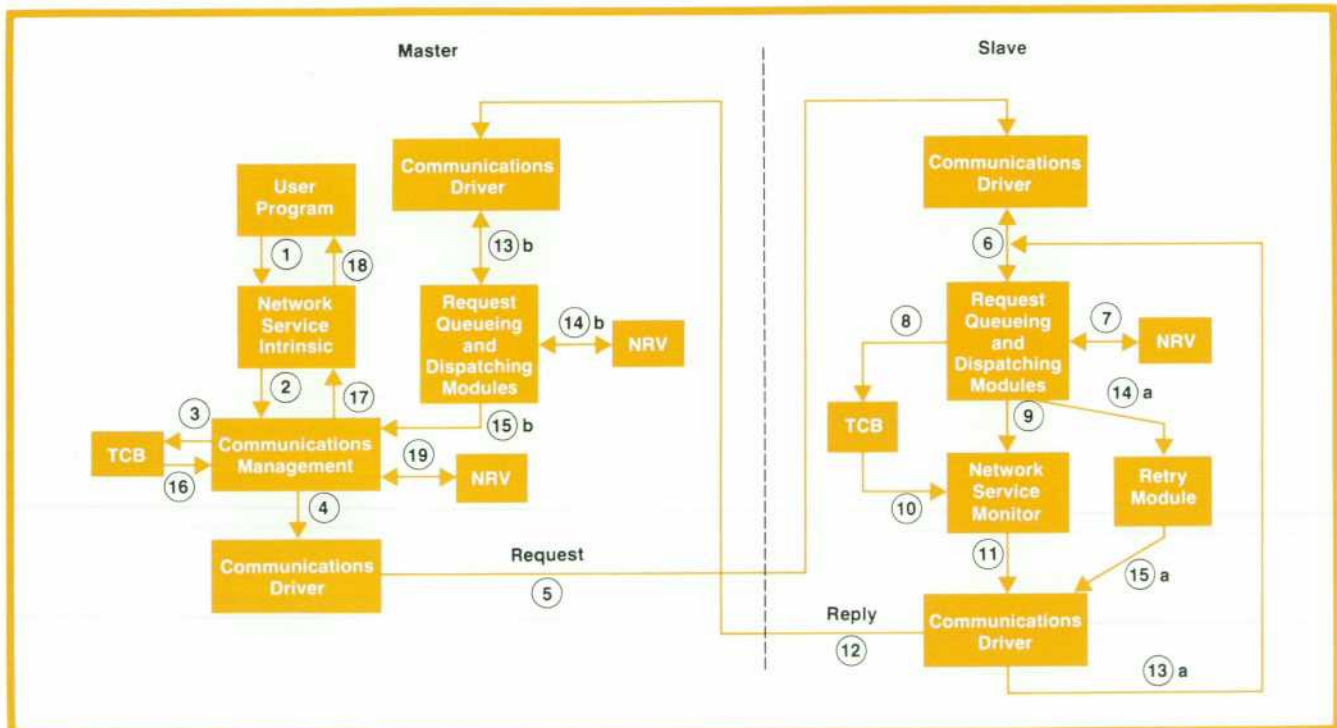 Master
Slave
Communications
Driver
User
Program
1
18
Network
Service
Intrinsic
2
17
3
TCB
16
Communications
Management
4
19
NRV
Communications
Driver
13 b
Request
Queueing
and
Dispatching
Modules
14 b
NRV
15 b
Request
5
Communications
Driver
6
8
Request
Queueing
and
Dispatching
Modules
7
NRV
14 a
9
TCB
10
Network
Service
Monitor
Retry
Module
11
15 a
Communications
Driver
Reply
12
13 a